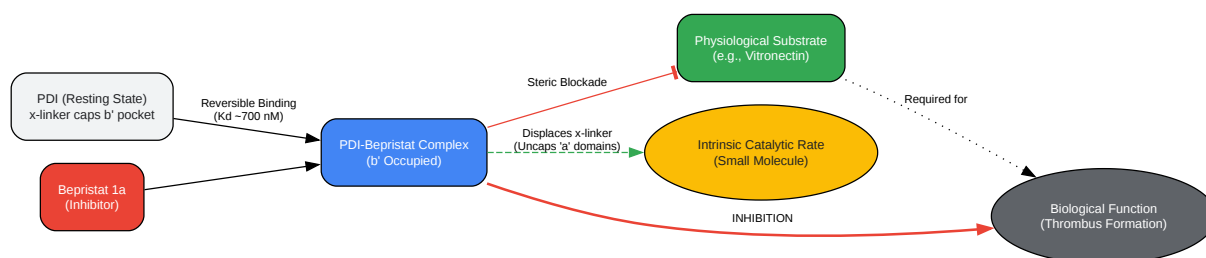 PDI (Resting State)
x-linker caps b' pocket
Bepristat 1a
(Inhibitor)
Reversible Binding
(Kd ~700 nM)
PDI-Bepristat Complex
(b' Occupied)
Steric Blockade
Displaces x-linker
(Uncaps 'a' domains)
INHIBITION
Physiological Substrate
(e.g., Vitronectin)
Intrinsic Catalytic Rate
(Small Molecule)
Required for
Biological Function
(Thrombus Formation)